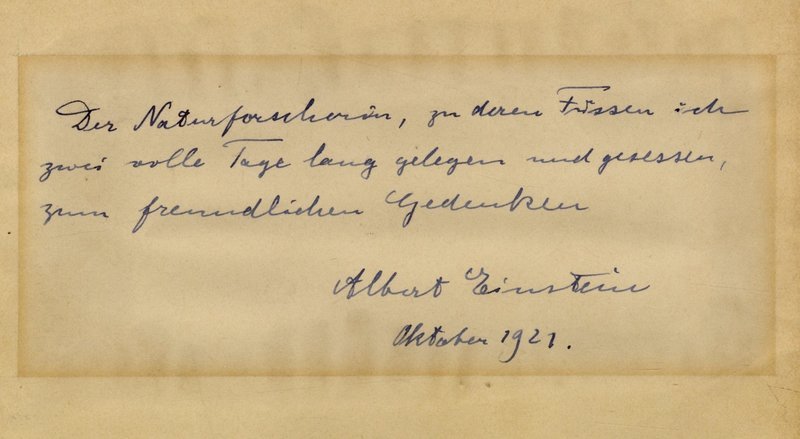 Der Naturforscherin, zu deren Füssen ich
zwei volle Tage lang gelegen und gesessen,
zum freundlichen Gedenken
Albert Einstein
Oktober 1921.